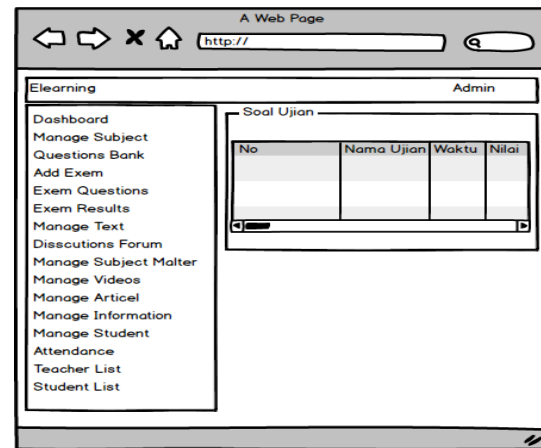 A Web Page
http://
Elearning Admin
Dashboard
Manage Subject
Questions Bank
Add Exem
Exem Questions
Exem Results
Manage Text
Disscutions Forum
Manage Subject Malter
Manage Videos
Manage Articel
Manage Information
Manage Student
Attendance
Teacher List
Student List
Soal Ujian
No Nama Ujian Waktu Nilai